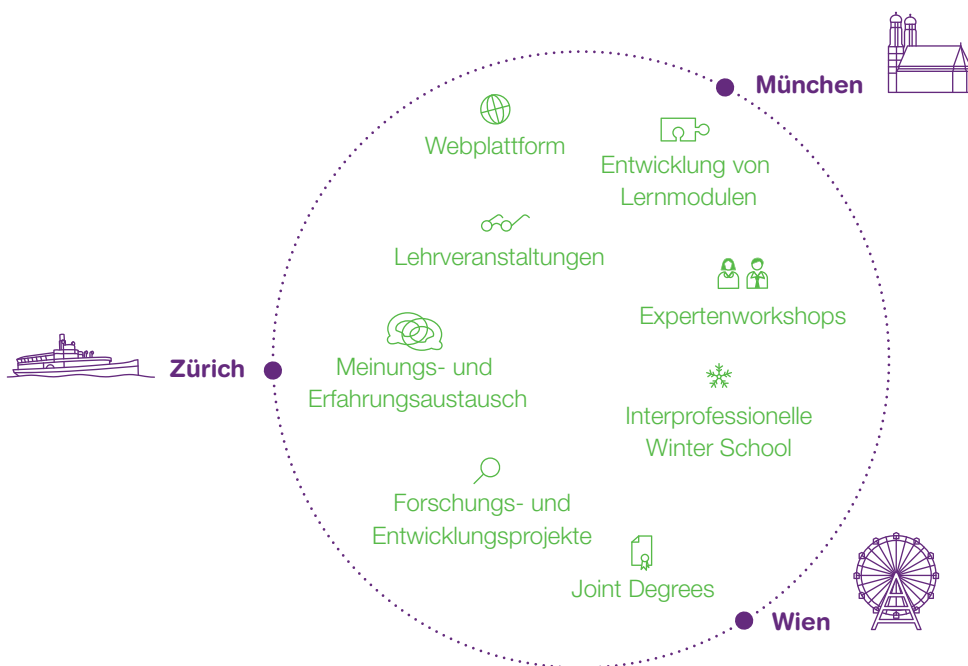 München
Webplattform
Entwicklung von
Lernmodulen
Lehrveranstaltungen
Expertenworkshops
Zürich
Meinungs- und
Erfahrungsaustausch
Interprofessionelle
Winter School
Forschungs- und
Entwicklungsprojekte
Joint Degrees
Wien